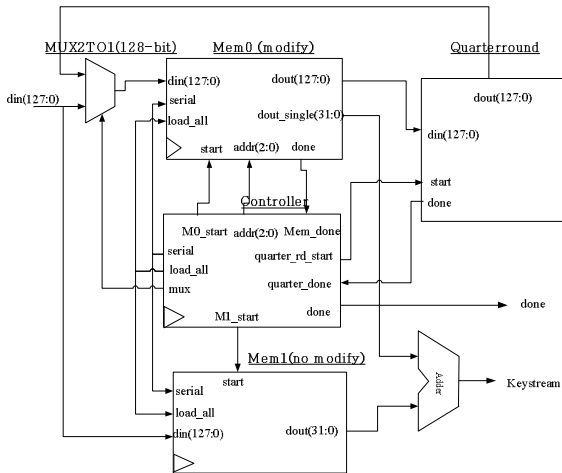 MUX2TO1(128-bit)
Mem0 (modify)
Quarterround
din(127:0)
din(127:0)
serial
load_all
start
addr(2:0)
done
dout(127:0)
dout_single(31:0)
dout(127:0)
din(127:0)
start
done
Controller
M0_start
addr(2:0)
Mem_done
serial
load_all
mux
quarter_rd_start
quarter_done
done
M1_start
done
Mem1(no modify)
start
serial
load_all
din(127:0)
dout(31:0)
Adder
Keystream